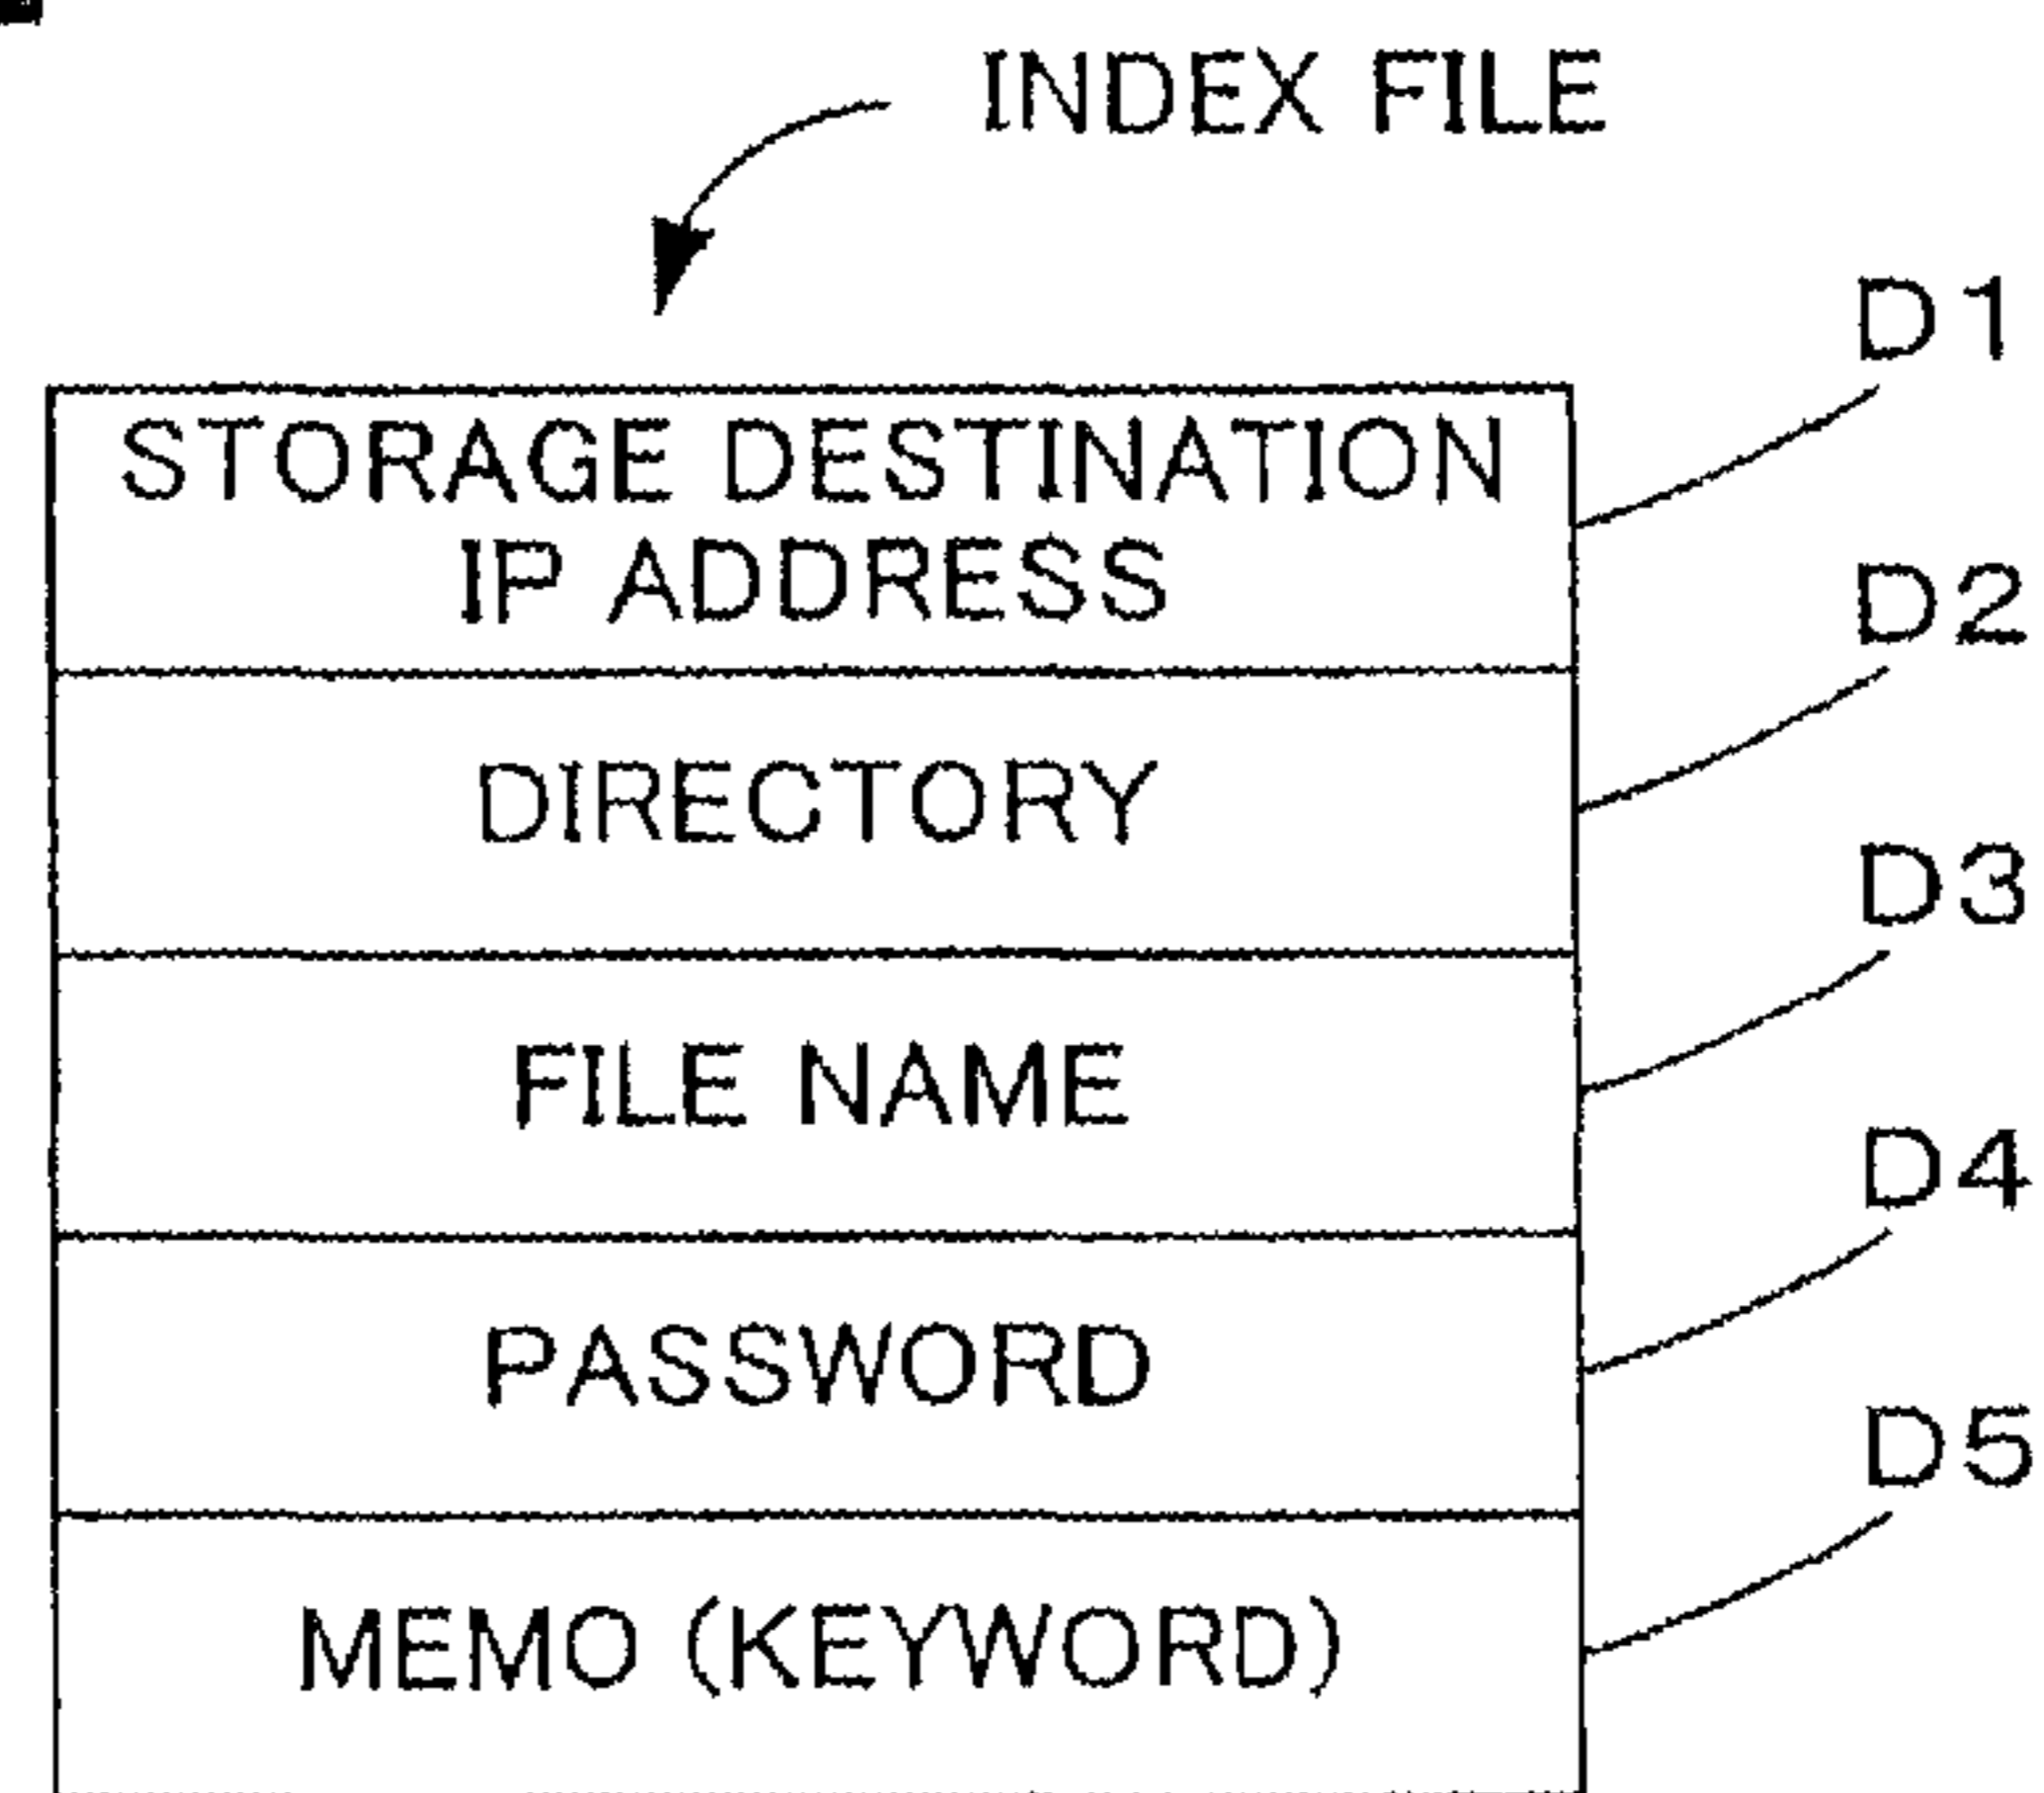 INDEX FILE
D1
STORAGE DESTINATION
IP ADDRESS
D2
DIRECTORY
D3
FILE NAME
D4
PASSWORD
D5
MEMO (KEYWORD)